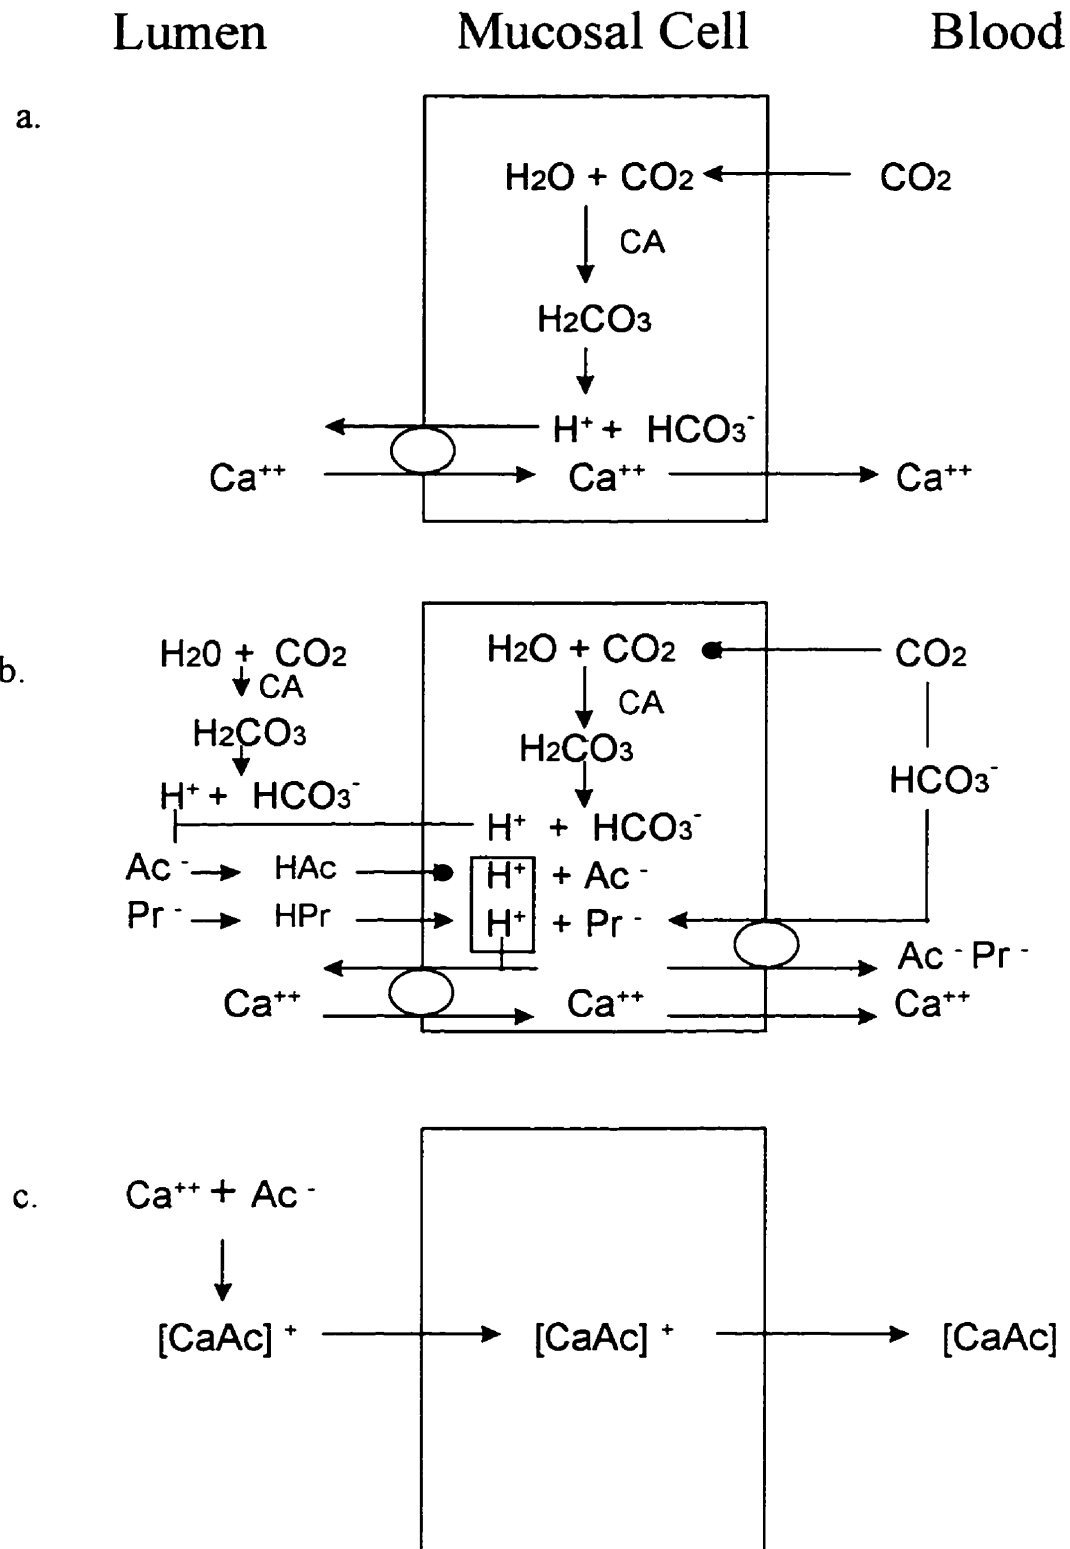 Lumen Mucosal Cell Blood
a.
H2O + CO2 CO2
CA
H2CO3
H+ + HCO3-
Ca++ Ca++ Ca++
b.
H20 + CO2 H2O + CO2 CO2
CA CA
H2CO3 H2CO3
HCO3-
H+ + HCO3- H+ + HCO3-
Ac - HAc H+ + Ac -
Pr - HPr H+ + Pr -
Ac - Pr -
Ca++ Ca++ Ca++
c. Ca++ + Ac -
[CaAc] + [CaAc] + [CaAc]